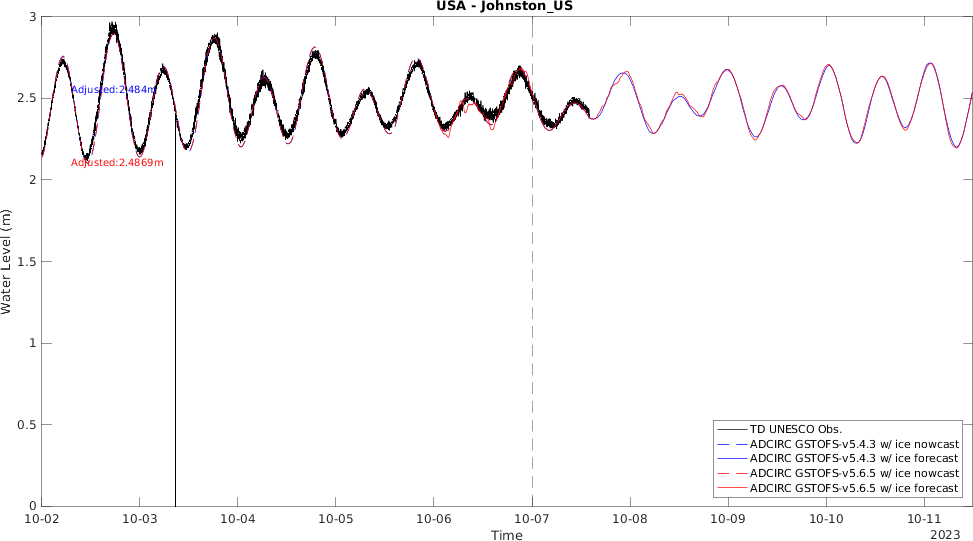 USA - Johnston_US
3
2.5
2
1.5
1
0.5
0
Water Level (m)
Adjusted:2.484m
Adjusted:2.4869m
TD UNESCO Obs.
ADCIRC GSTOFS-v5.4.3 w/ ice nowcast
ADCIRC GSTOFS-v5.4.3 w/ ice forecast
ADCIRC GSTOFS-v5.6.5 w/ ice nowcast
ADCIRC GSTOFS-v5.6.5 w/ ice forecast
10-02 10-03 10-04 10-05 10-06 10-07 10-08 10-09 10-10 10-11
Time
2023